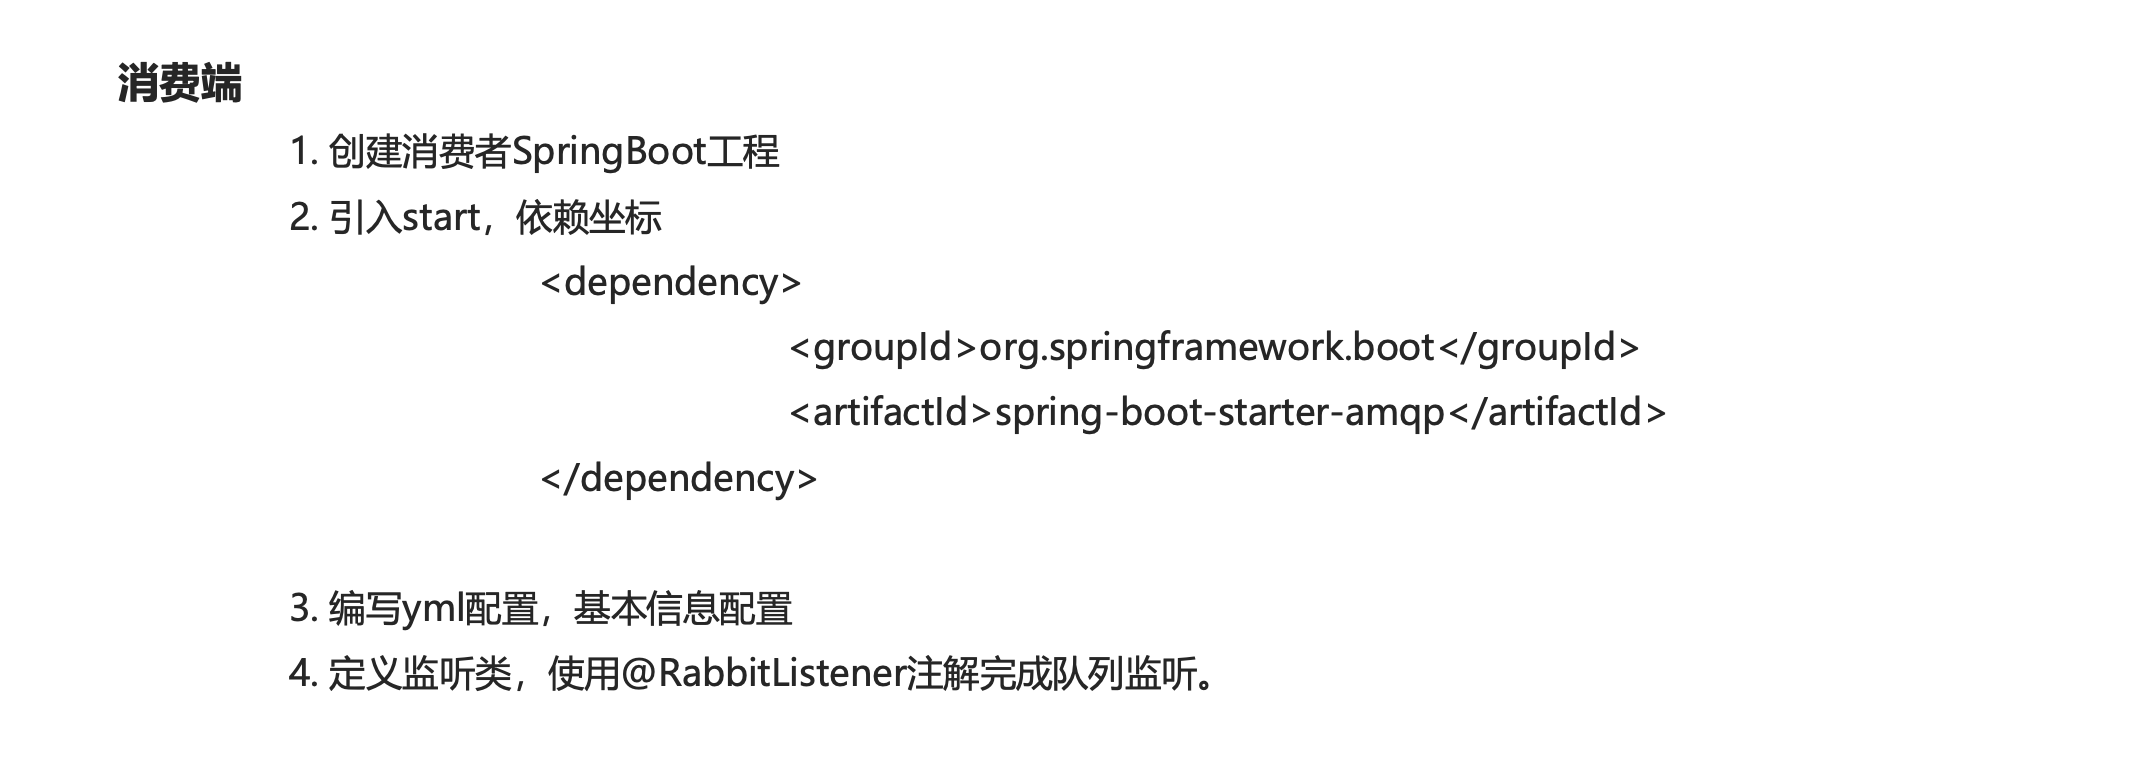 消费端
1. 创建消费者SpringBoot工程
2. 引入start，依赖坐标
<dependency>
<groupId>org.springframework.boot</groupId>
<artifactId>spring-boot-starter-amqp</artifactId>
</dependency>
3. 编写yml配置，基本信息配置
4. 定义监听类，使用@RabbitListener注解完成队列监听。